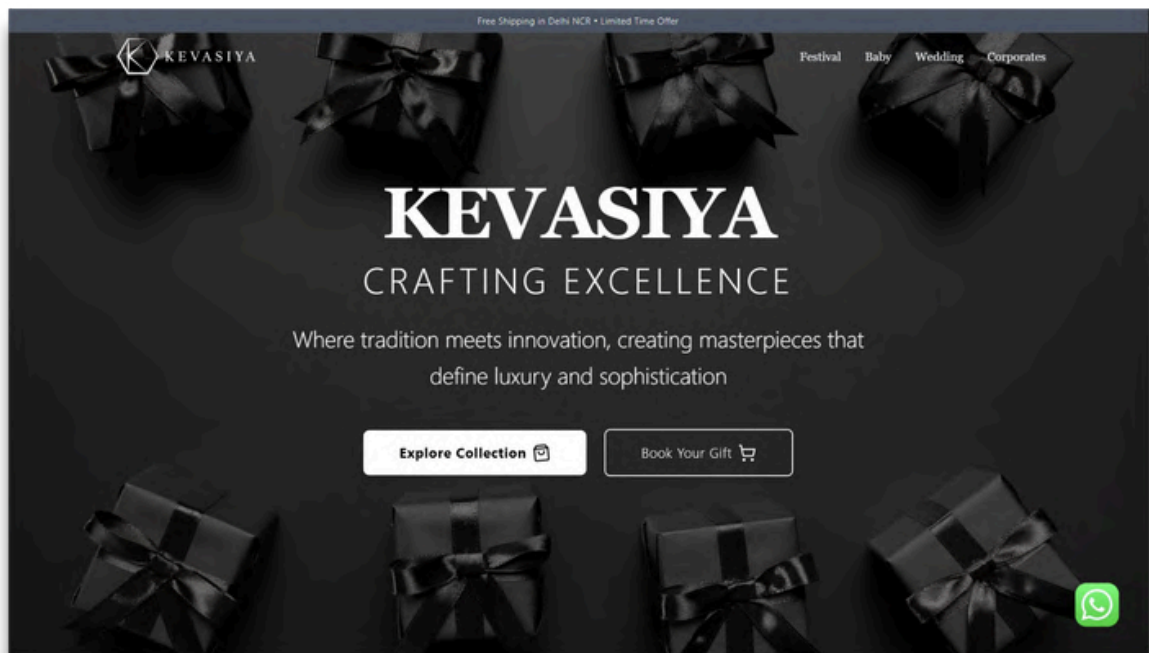 Free Shipping in Delhi NCR • Limited Time Offer
KEVASIYA
Festival Baby Wedding Corporates
KEVASIYA
CRAFTING EXCELLENCE
Where tradition meets innovation, creating masterpieces that
define luxury and sophistication
Explore Collection
Book Your Gift